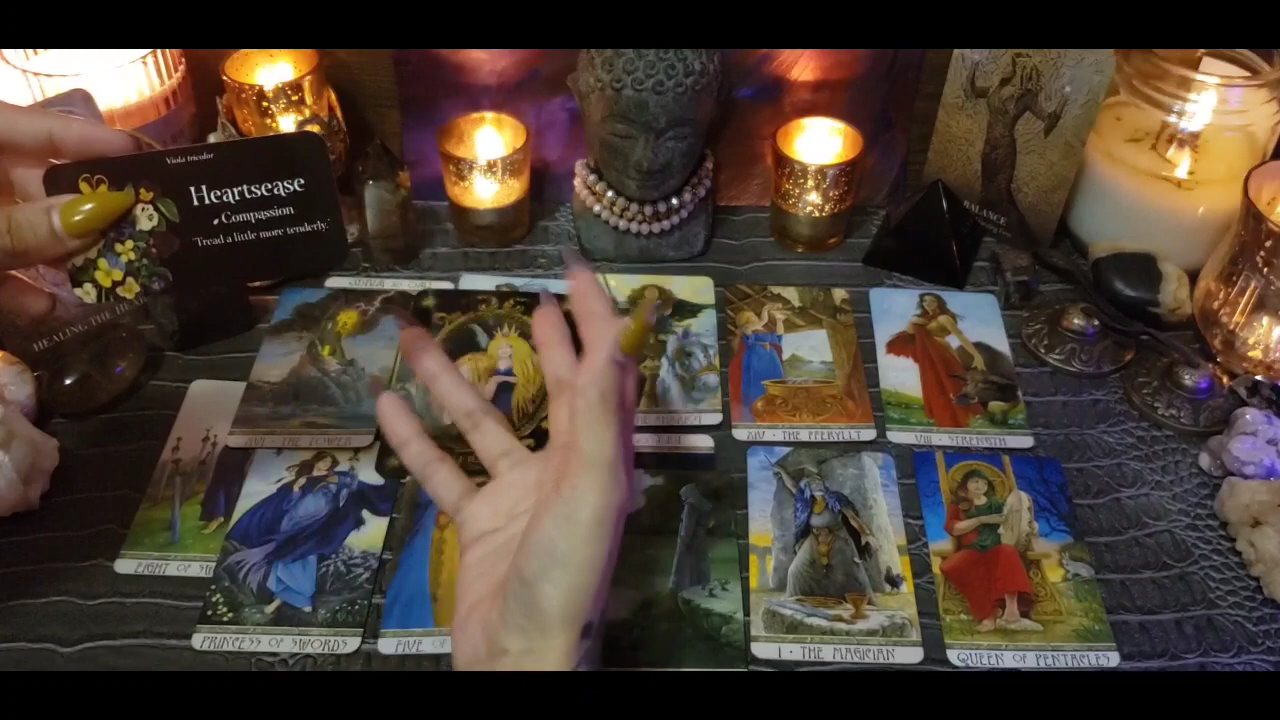 Viola tricolor
Heartsease
Compassion
"Tread a little more tenderly."
HEALING THE
BALANCE
XVI • THE TOWER
XIV • THE PFERYLLT
VIII • STRENGTH
EIGHT OF
PRINCESS OF SWORDS
FIVE OF
I • THE MAGICIAN
QUEEN OF PENTACLES